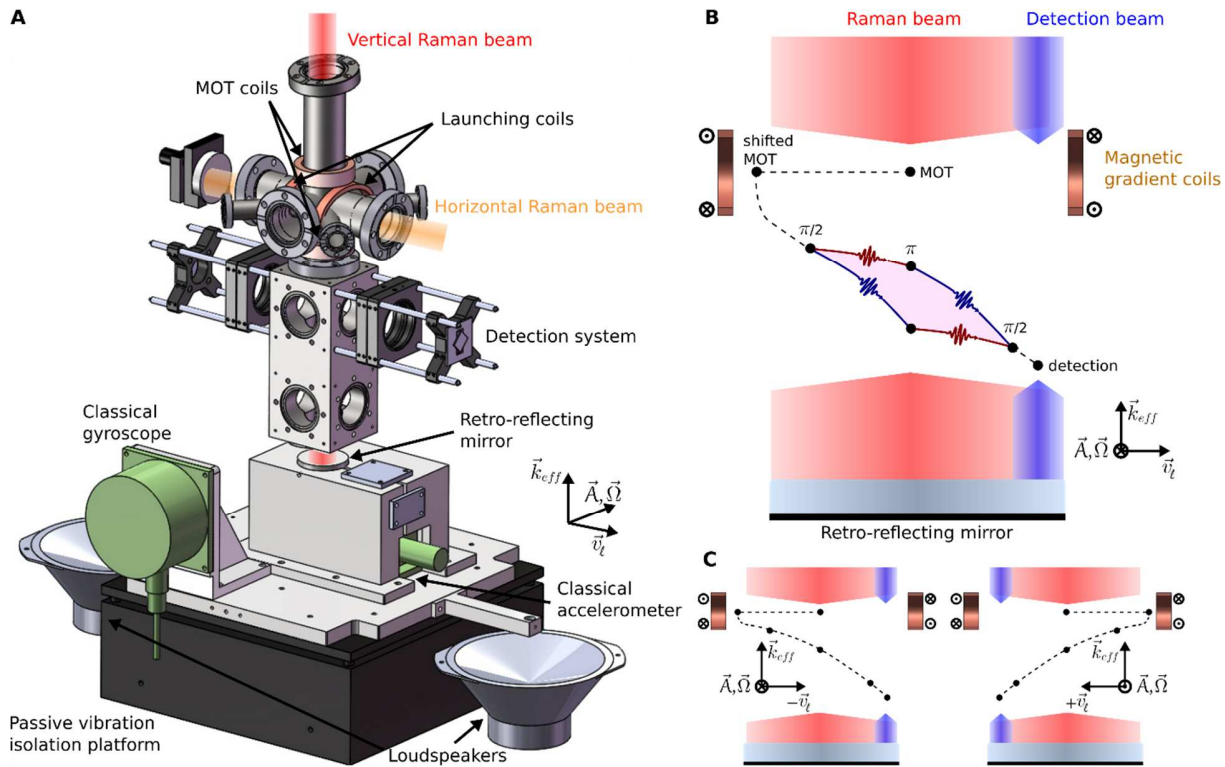 A
Vertical Raman beam
MOT coils
Launching coils
Horizontal Raman beam
Detection system
Classical
gyroscope
Retro-reflecting
mirror
k⃗eff
A⃗,Ω⃗
v⃗ℓ
Classical
accelerometer
Passive vibration
isolation platform
Loudspeakers
B
Raman beam
Detection beam
shifted
MOT
MOT
Magnetic
gradient coils
π/2
π
π/2
detection
k⃗eff
A⃗,Ω⃗
v⃗ℓ
Retro-reflecting mirror
C
k⃗eff
A⃗,Ω⃗
−v⃗ℓ
k⃗eff
A⃗,Ω⃗
+v⃗ℓ